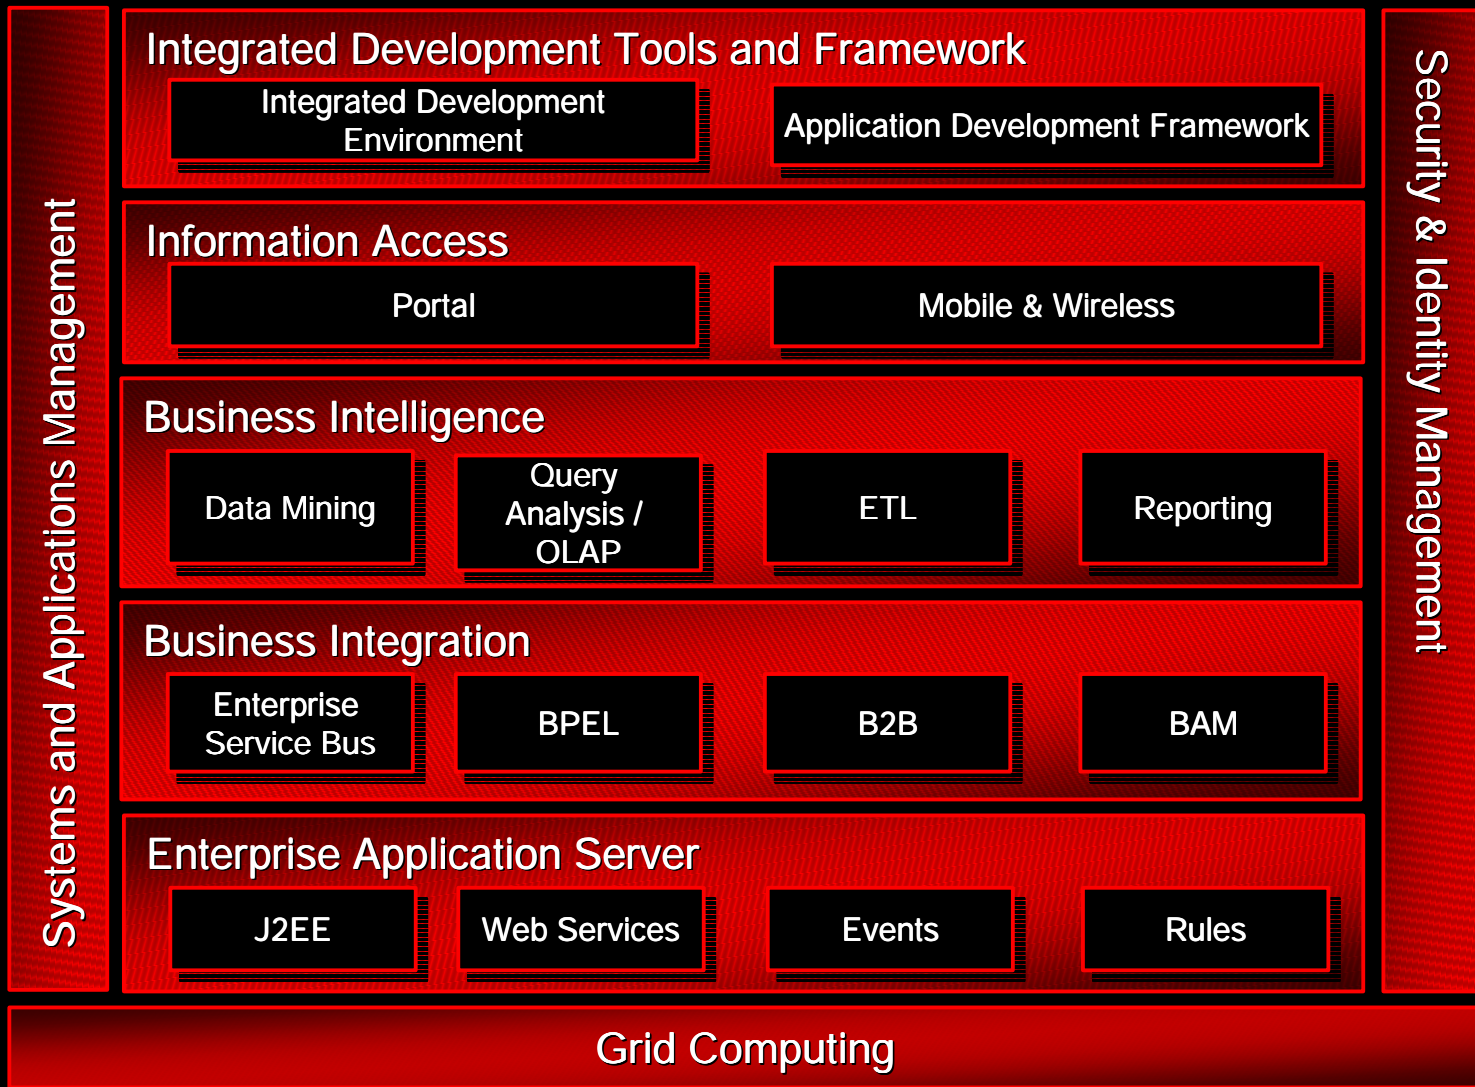 Integrated Development Tools and Framework
Integrated Development
Environment
Application Development Framework
Information Access
Portal
Mobile & Wireless
Business Intelligence
Data Mining
Query
Analysis /
OLAP
ETL
Reporting
Business Integration
Enterprise
Service Bus
BPEL
B2B
BAM
Enterprise Application Server
J2EE
Web Services
Events
Rules
Systems and Applications Management
Security & Identity Management
Grid Computing